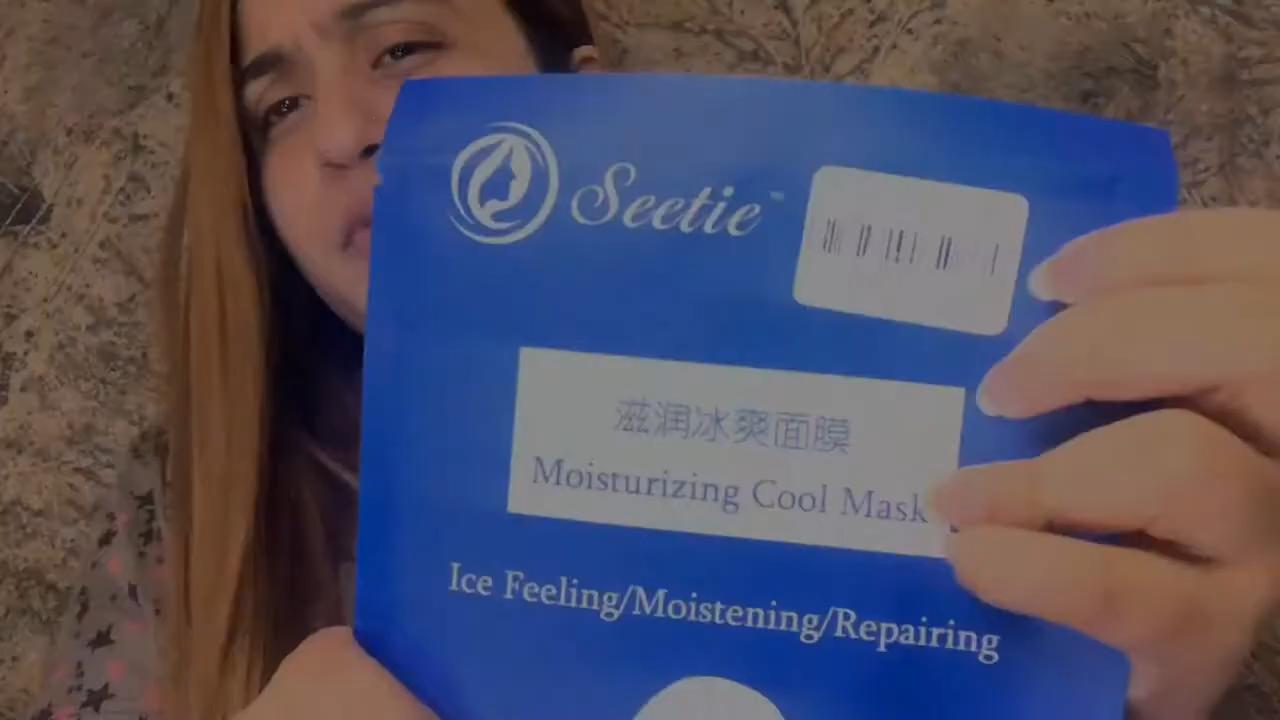 Seetie™
滋润冰爽面膜
Moisturizing Cool Mask
Ice Feeling/Moistening/Repairing